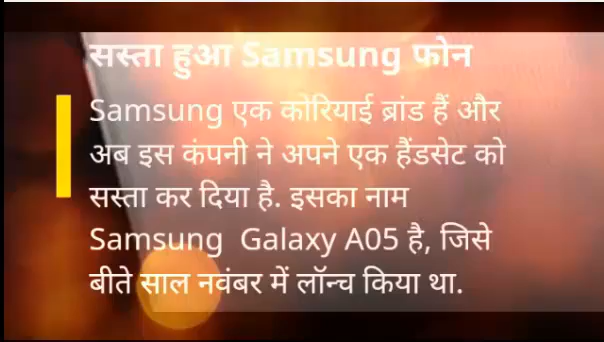 सस्ता हुआ Samsung फोन
Samsung एक कोरियाई ब्रांड हैं और
अब इस कंपनी ने अपने एक हैंडसेट को
सस्ता कर दिया है. इसका नाम
Samsung Galaxy A05 है, जिसे
बीते साल नवंबर में लॉन्च किया था.